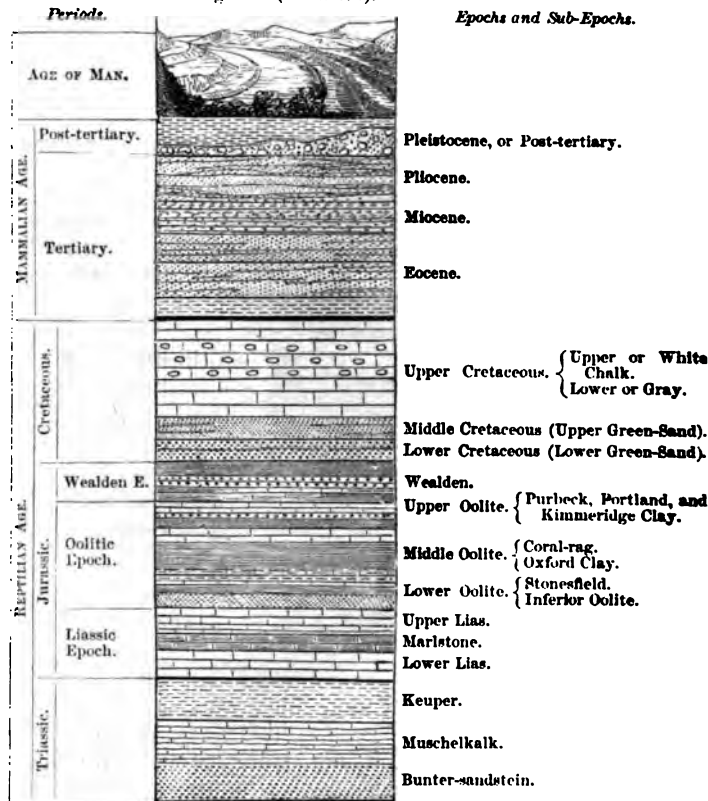 Periods.
Epochs and Sub-Epochs.
AGE OF MAN.
MAMMALIAN AGE.
Post-tertiary.
Pleistocene, or Post-tertiary.
Tertiary.
Pliocene.
Miocene.
Eocene.
REPTILIAN AGE.
Cretaceous.
Upper Cretaceous. { Upper or White
Chalk.
Lower or Gray.
Middle Cretaceous (Upper Green-Sand).
Lower Cretaceous (Lower Green-Sand).
Jurassic.
Wealden E.
Wealden.
Oolitic
Epoch.
Upper Oolite. { Purbeck, Portland, and
Kimmeridge Clay.
Middle Oolite. { Coral-rag.
Oxford Clay.
Lower Oolite. { Stonesfield.
Inferior Oolite.
Liassic
Epoch.
Upper Lias.
Marlstone.
Lower Lias.
Triassic.
Keuper.
Muschelkalk.
Bunter-sandstein.